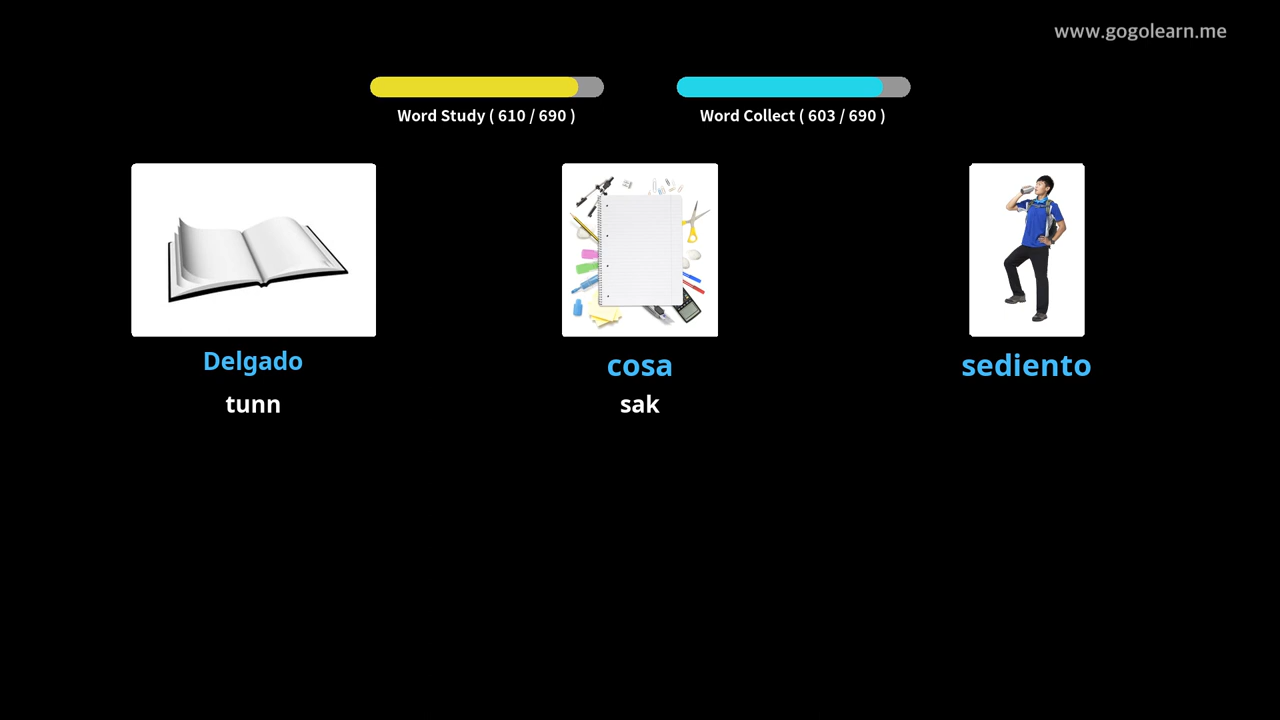 www.gogolearn.me
Word Study ( 610 / 690 )
Word Collect ( 603 / 690 )
Delgado
tunn
cosa
sak
sediento